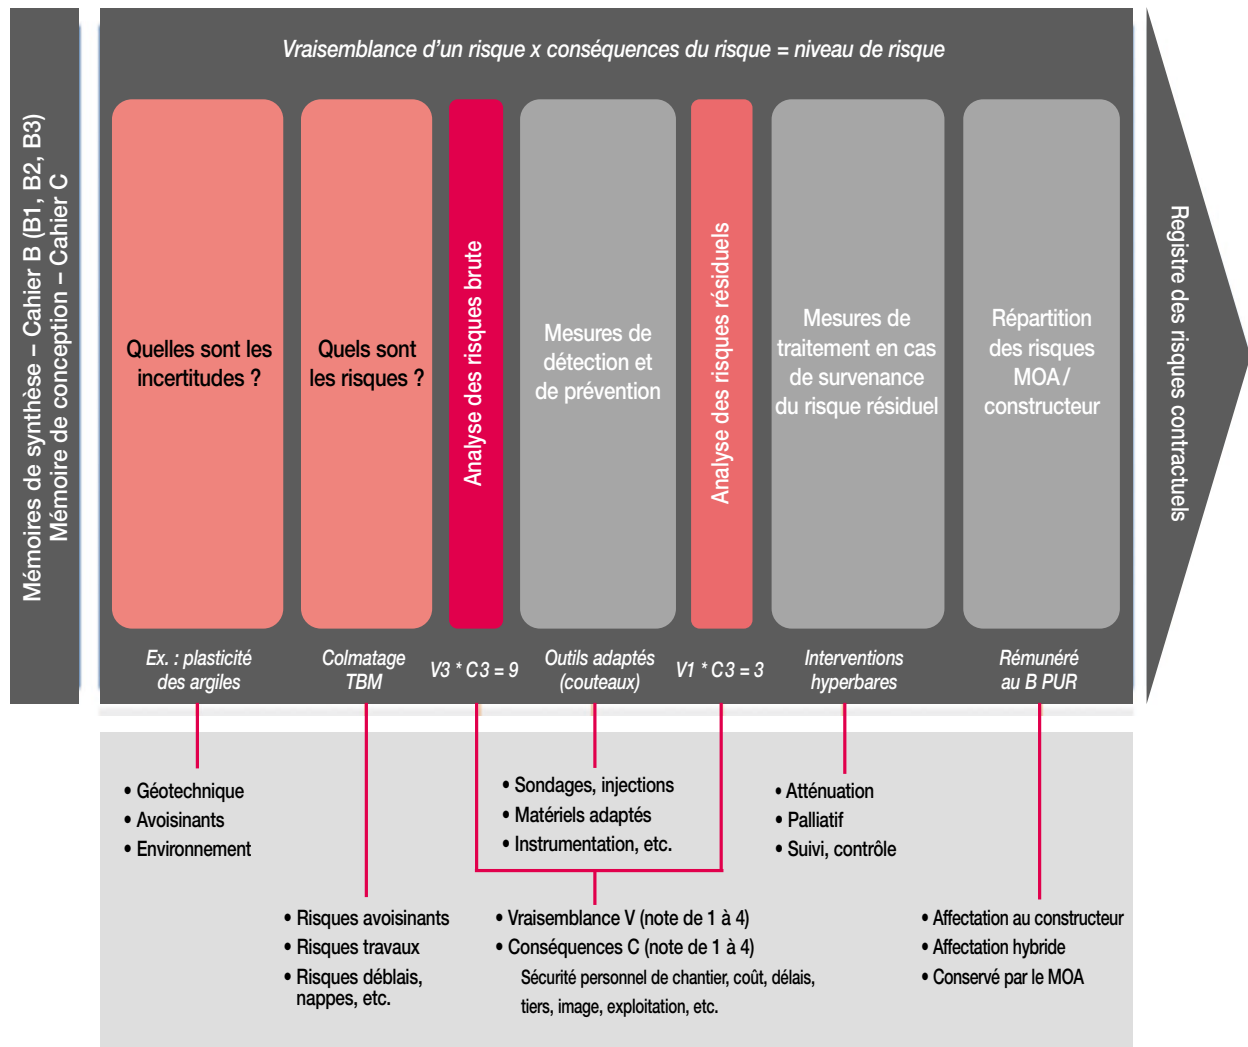 Mémoires de synthèse – Cahier B (B1, B2, B3)
Mémoire de conception – Cahier C
Vraisemblance d'un risque x conséquences du risque = niveau de risque
Quelles sont les
incertitudes ?
Quels sont
les risques ?
Analyse des risques brute
Mesures de
détection et
de prévention
Analyse des risques résiduels
Mesures de
traitement en cas
de survenance
du risque résiduel
Répartition
des risques
MOA /
constructeur
Registre des risques contractuels
Ex. : plasticité
des argiles
Colmatage
TBM
V3 * C3 = 9
Outils adaptés
(couteaux)
V1 * C3 = 3
Interventions
hyperbares
Rémunéré
au B PUR
• Géotechnique
• Avoisinants
• Environnement
• Sondages, injections
• Matériels adaptés
• Instrumentation, etc.
• Atténuation
• Palliatif
• Suivi, contrôle
• Risques avoisinants
• Risques travaux
• Risques déblais,
nappes, etc.
• Vraisemblance V (note de 1 à 4)
• Conséquences C (note de 1 à 4)
Sécurité personnel de chantier, coût, délais,
tiers, image, exploitation, etc.
• Affectation au constructeur
• Affectation hybride
• Conservé par le MOA